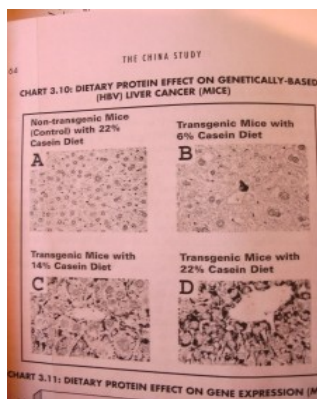 THE CHINA STUDY
64
CHART 3.10: DIETARY PROTEIN EFFECT ON GENETICALLY-BASED
(HBV) LIVER CANCER (MICE)
Non-transgenic Mice
(Control) with 22%
Casein Diet
A
Transgenic Mice with
6% Casein Diet
B
Transgenic Mice with
14% Casein Diet
C
Transgenic Mice with
22% Casein Diet
D
CHART 3.11: DIETARY PROTEIN EFFECT ON GENE EXPRESSION (M